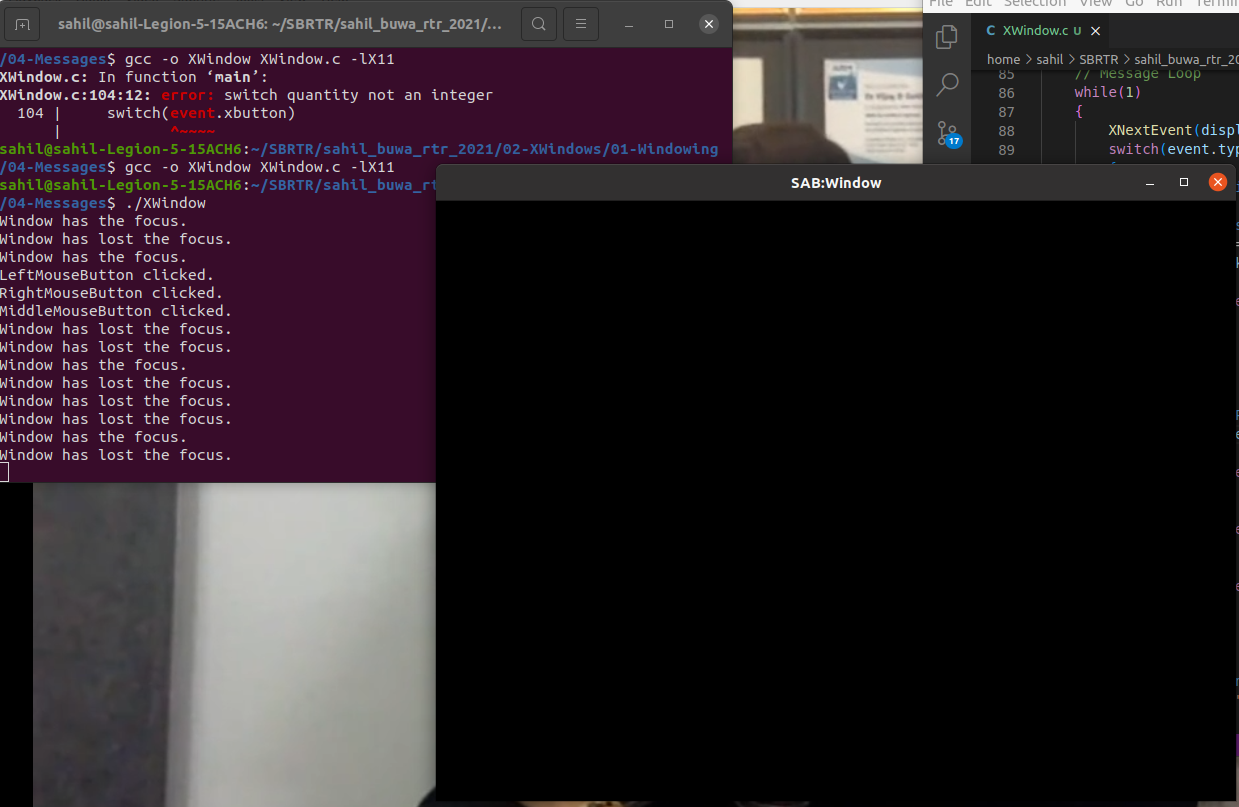 sahil@sahil-Legion-5-15ACH6: ~/SBRTR/sahil_buwa_rtr_2021/...
/04-Messages$ gcc -o XWindow XWindow.c -lX11
XWindow.c: In function ‘main’:
XWindow.c:104:12: error: switch quantity not an integer
104 |     switch(event.xbutton)
|            ^~~~~
sahil@sahil-Legion-5-15ACH6:~/SBRTR/sahil_buwa_rtr_2021/02-XWindows/01-Windowing
/04-Messages$ gcc -o XWindow XWindow.c -lX11
sahil@sahil-Legion-5-15ACH6:~/SBRTR/sahil_buwa_rt
/04-Messages$ ./XWindow
Window has the focus.
Window has lost the focus.
Window has the focus.
LeftMouseButton clicked.
RightMouseButton clicked.
MiddleMouseButton clicked.
Window has lost the focus.
Window has lost the focus.
Window has the focus.
Window has lost the focus.
Window has lost the focus.
Window has lost the focus.
Window has the focus.
Window has lost the focus.
File Edit Selection View Go Run Termin
C XWindow.c U
home > sahil > SBRTR > sahil_buwa_rtr_20
85 // Message Loop
86 while(1)
87 {
88 XNextEvent(displ
89 switch(event.typ
17
SAB:Window